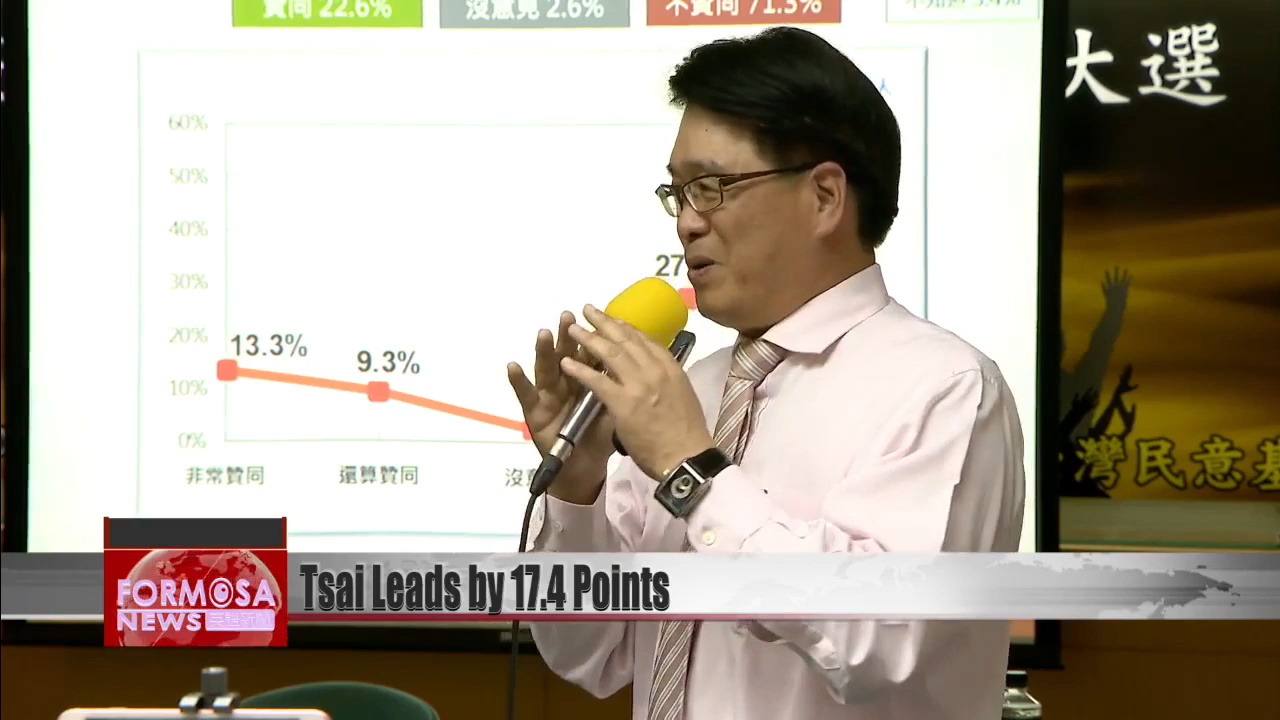 贊同 22.6%
沒意見 2.6%
不贊同 71.3%
大選
60%
50%
40%
30%
20%
10%
0%
13.3%
9.3%
27
非常贊同
還算贊同
沒意
灣民意基
FORMOSA
NEWS
Tsai Leads by 17.4 Points